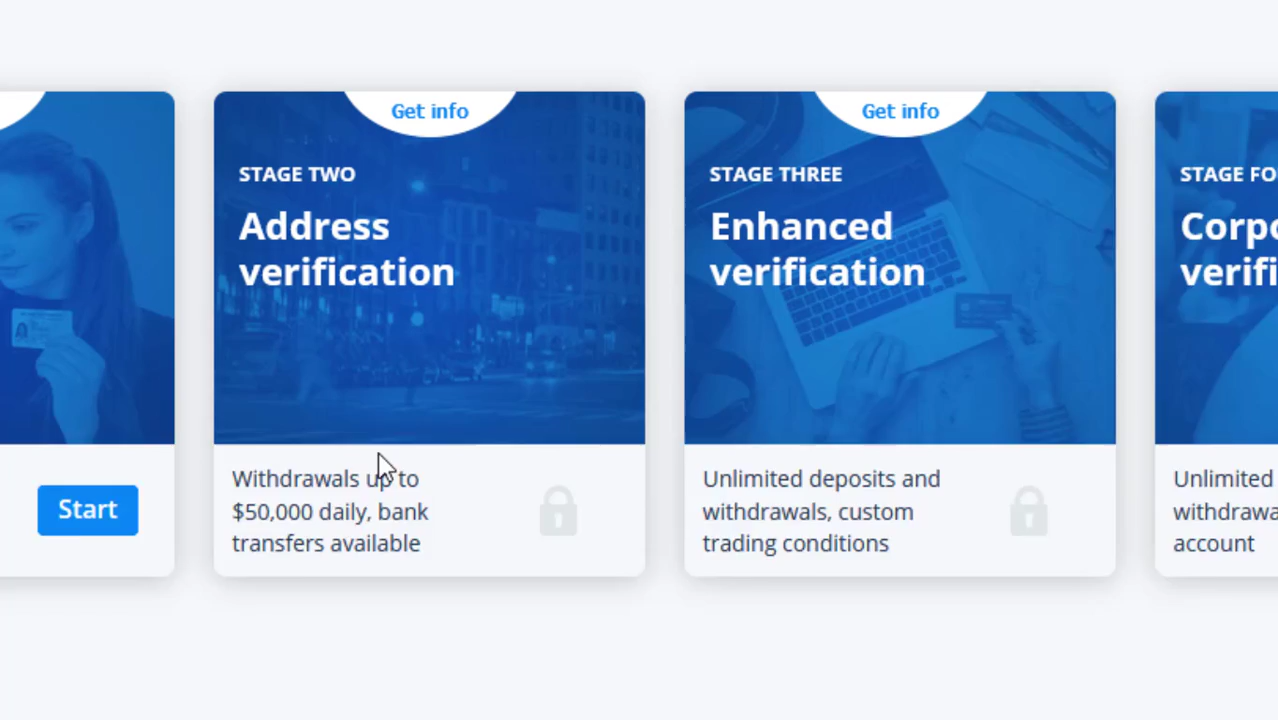 Start
Get info
STAGE TWO
Address
verification
Withdrawals up to
$50,000 daily, bank
transfers available
Get info
STAGE THREE
Enhanced
verification
Unlimited deposits and
withdrawals, custom
trading conditions
STAGE FO
Corpo
verifi
Unlimited
withdrawa
account